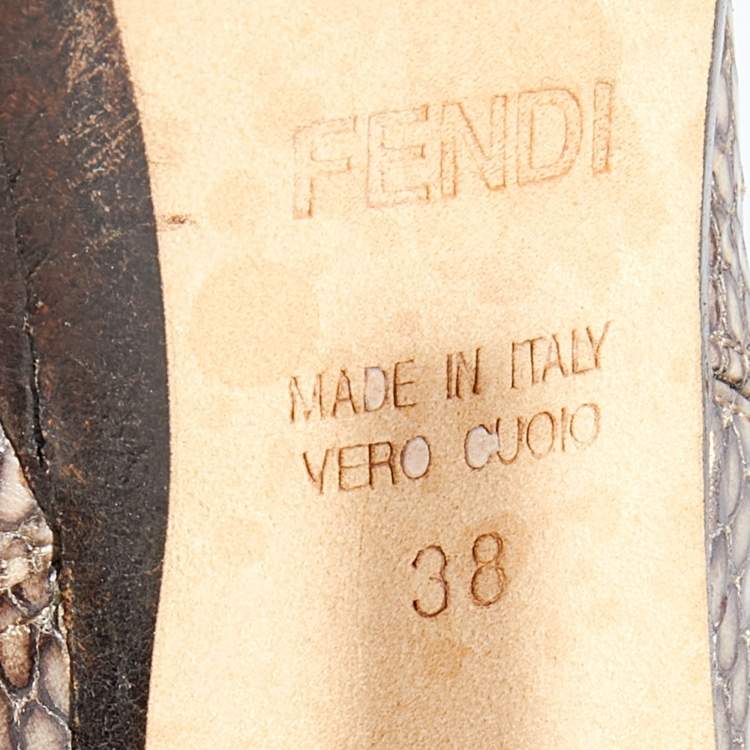 FENDI
MADE IN ITALY
VERO CUOIO
38